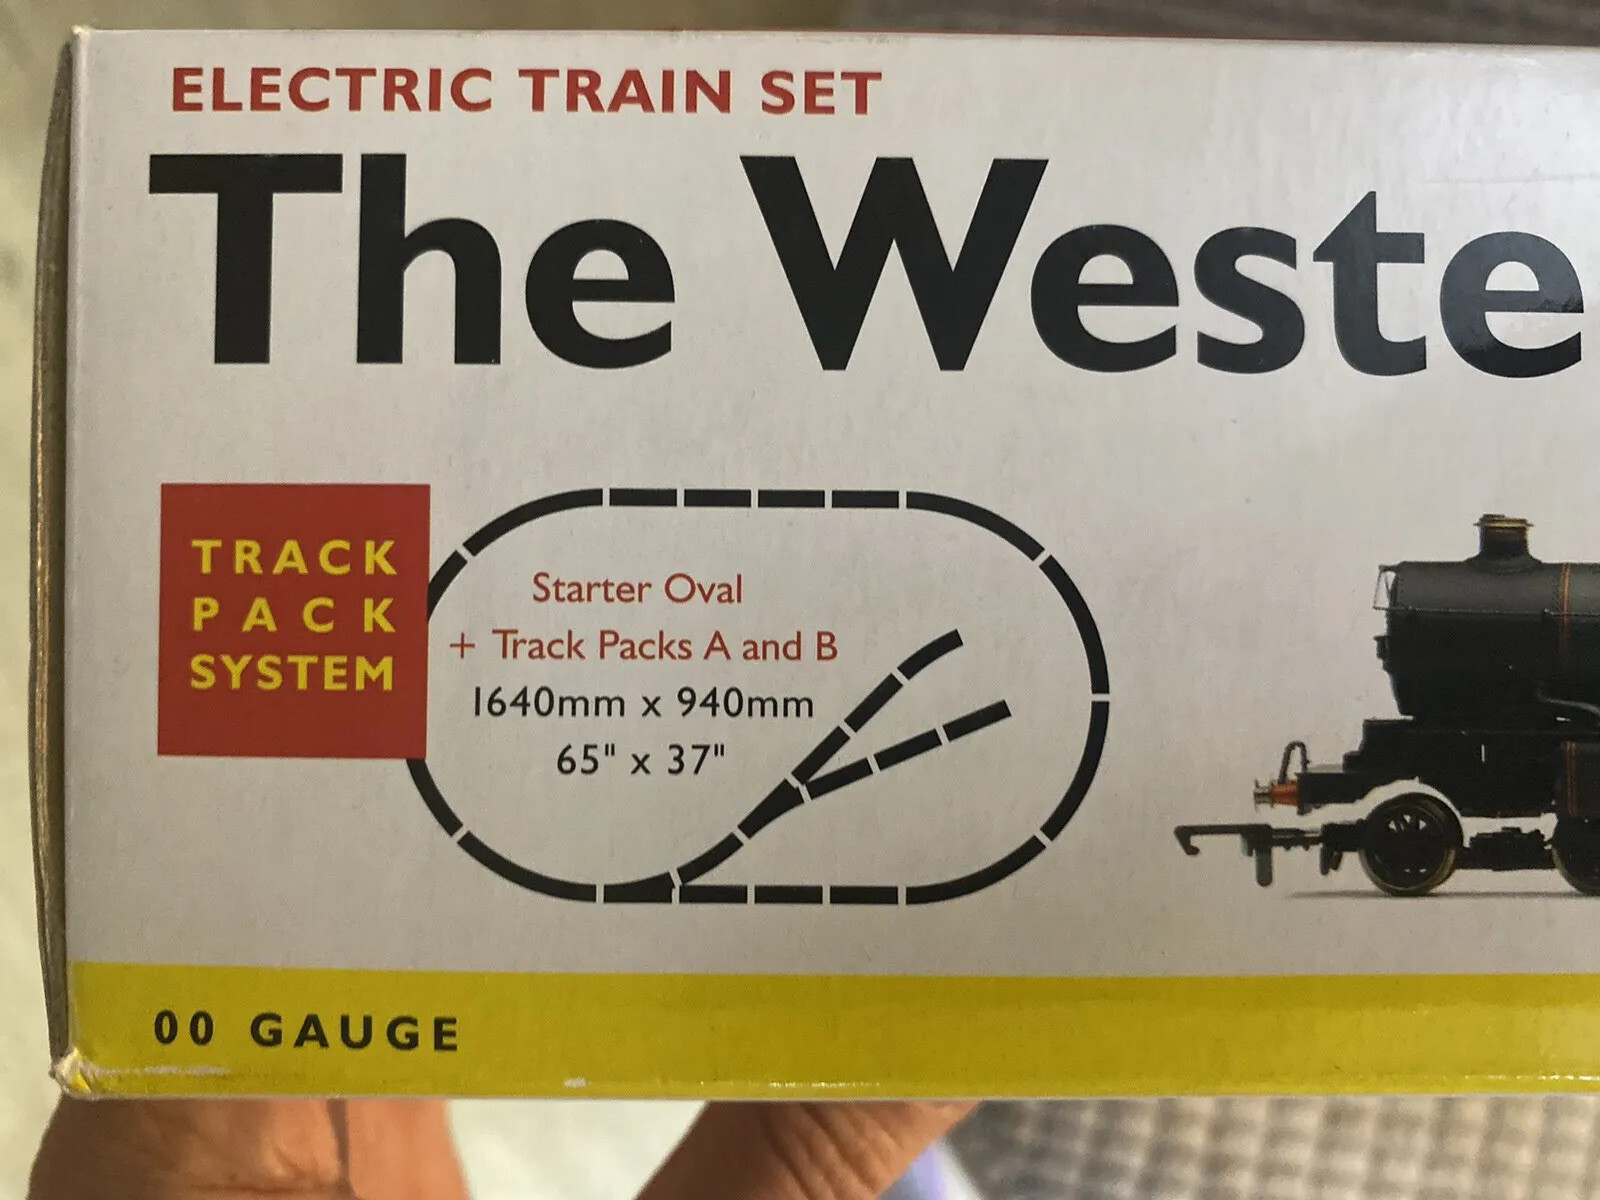 ELECTRIC TRAIN SET
The Weste
TRACK
PACK
SYSTEM
Starter Oval
+ Track Packs A and B
1640mm x 940mm
65" x 37"
00 GAUGE